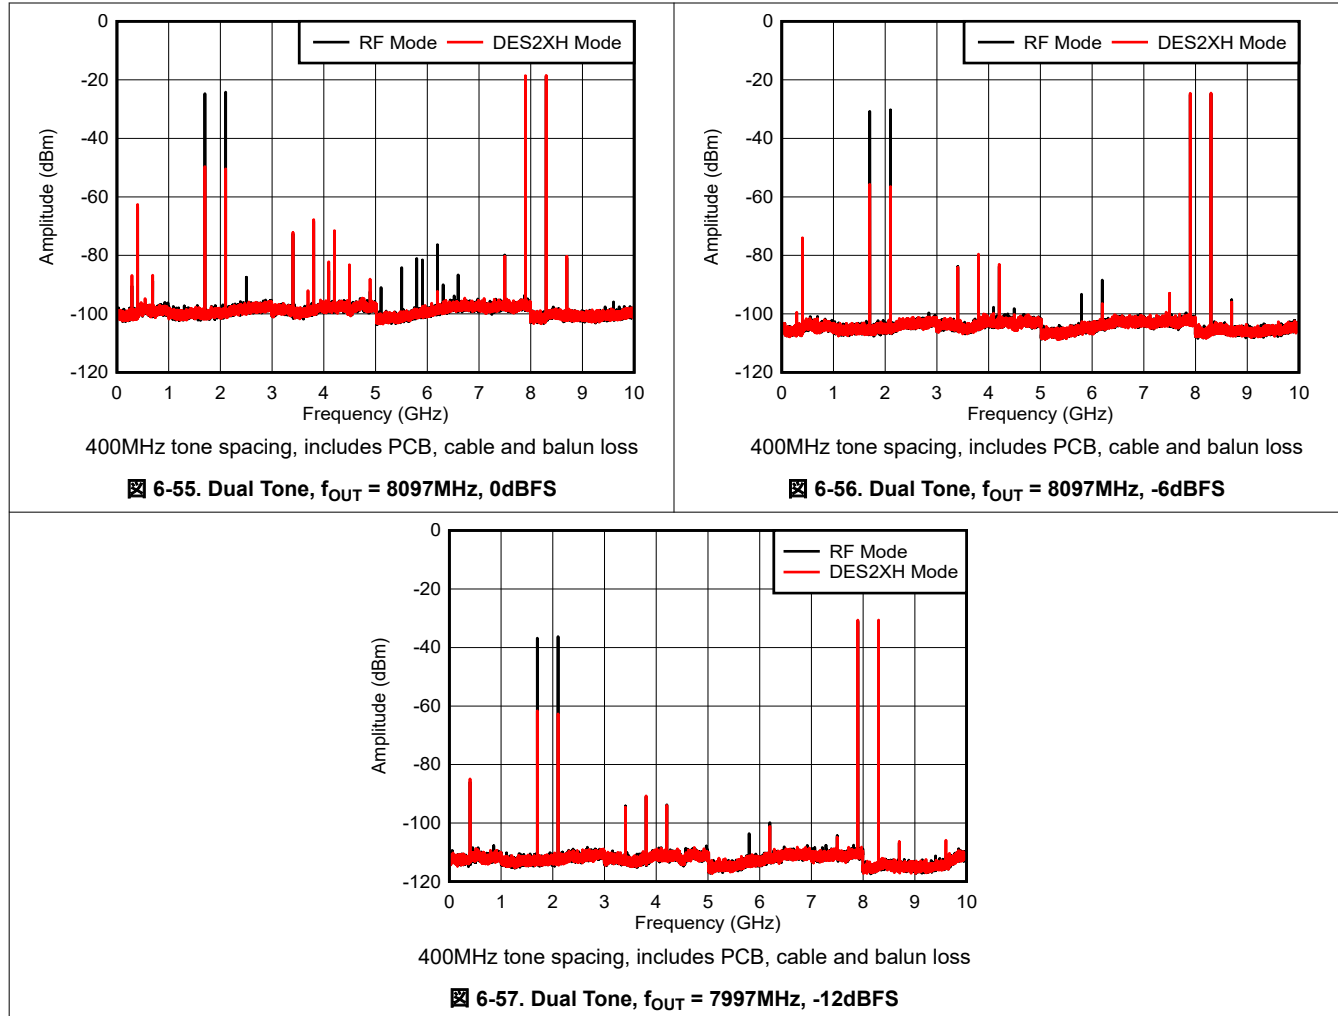 0
-20
-40
-60
-80
-100
-120
Amplitude (dBm)
RF Mode
DES2XH Mode
0 1 2 3 4 5 6 7 8 9 10
Frequency (GHz)
400MHz tone spacing, includes PCB, cable and balun loss
図 6-55. Dual Tone, fOUT = 8097MHz, 0dBFS
0
-20
-40
-60
-80
-100
-120
Amplitude (dBm)
RF Mode
DES2XH Mode
0 1 2 3 4 5 6 7 8 9 10
Frequency (GHz)
400MHz tone spacing, includes PCB, cable and balun loss
図 6-56. Dual Tone, fOUT = 8097MHz, -6dBFS
0
-20
-40
-60
-80
-100
-120
Amplitude (dBm)
RF Mode
DES2XH Mode
0 1 2 3 4 5 6 7 8 9 10
Frequency (GHz)
400MHz tone spacing, includes PCB, cable and balun loss
図 6-57. Dual Tone, fOUT = 7997MHz, -12dBFS